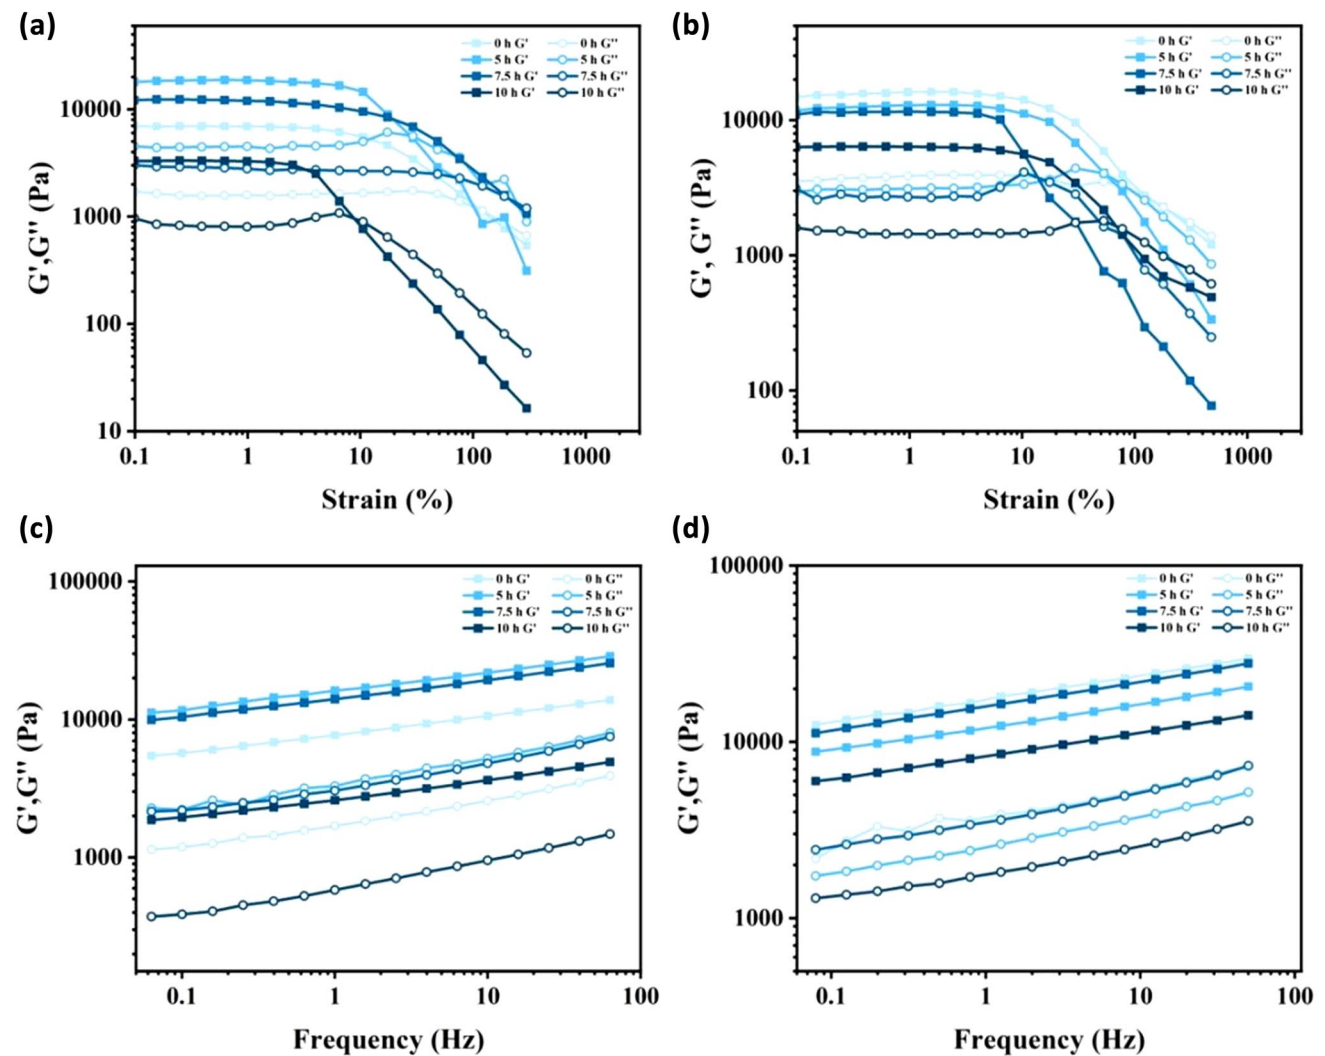 (a)
0 h G' 0 h G''
5 h G' 5 h G''
7.5 h G' 7.5 h G''
10 h G' 10 h G''
10000
1000
100
10
G',G'' (Pa)
0.1 1 10 100 1000
Strain (%)
(b)
0 h G' 0 h G''
5 h G' 5 h G''
7.5 h G' 7.5 h G''
10 h G' 10 h G''
10000
1000
100
G', G'' (Pa)
0.1 1 10 100 1000
Strain (%)
(c)
0 h G' 0 h G''
5 h G' 5 h G''
7.5 h G' 7.5 h G''
10 h G' 10 h G''
100000
10000
1000
G',G'' (Pa)
0.1 1 10 100
Frequency (Hz)
(d)
0 h G' 0 h G''
5 h G' 5 h G''
7.5 h G' 7.5 h G''
10 h G' 10 h G''
100000
10000
1000
G',G'' (Pa)
0.1 1 10 100
Frequency (Hz)